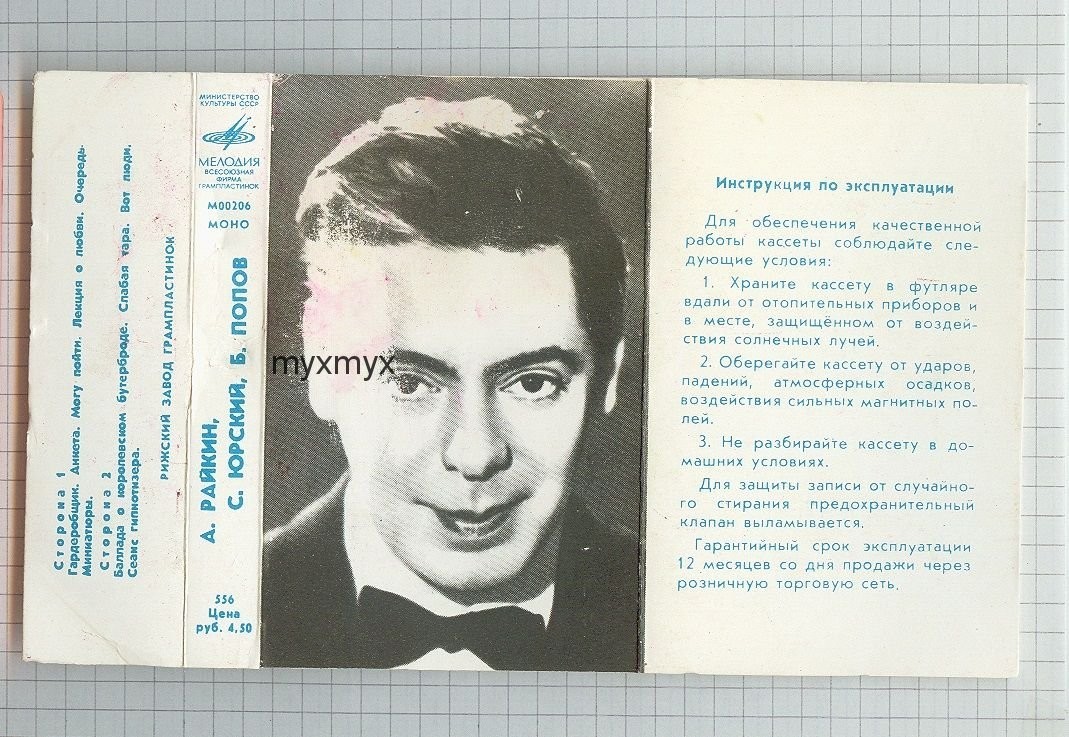 Сторона 1
Гардеробщик. Анкета. Могу пойти. Лекция о любви. Очередь.
Миниатюры.
Сторона 2
Баллада о королевском бутерброде. Слабая тара. Вот люди.
Сеанс гипнотизера.
РИЖСКИЙ ЗАВОД ГРАМПЛАСТИНОК
МИНИСТЕРСТВО
КУЛЬТУРЫ СССР
МЕЛОДИЯ
ВСЕСОЮЗНАЯ
ФИРМА
ГРАМПЛАСТИНОК
М00206
МОНО
А. РАЙКИН,
С. ЮРСКИЙ, Б. ПОПОВ
556
Цена
руб. 4,50
myxmyx
Инструкция по эксплуатации
Для обеспечения качественной
работы кассеты соблюдайте сле-
дующие условия:
1. Храните кассету в футляре
вдали от отопительных приборов и
в месте, защищённом от воздей-
ствия солнечных лучей.
2. Оберегайте кассету от ударов,
падений, атмосферных осадков,
воздействия сильных магнитных по-
лей.
3. Не разбирайте кассету в до-
машних условиях.
Для защиты записи от случайно-
го стирания предохранительный
клапан выламывается.
Гарантийный срок эксплуатации
12 месяцев со дня продажи через
розничную торговую сеть.